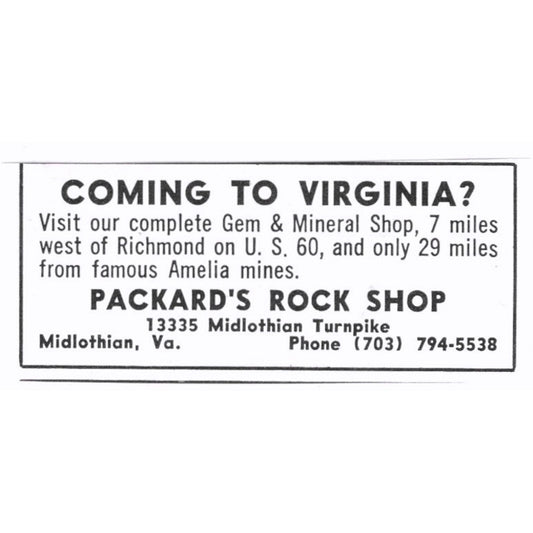 COMING TO VIRGINIA?
Visit our complete Gem & Mineral Shop, 7 miles
west of Richmond on U. S. 60, and only 29 miles
from famous Amelia mines.
PACKARD'S ROCK SHOP
13335 Midlothian Turnpike
Midlothian, Va. Phone (703) 794-5538